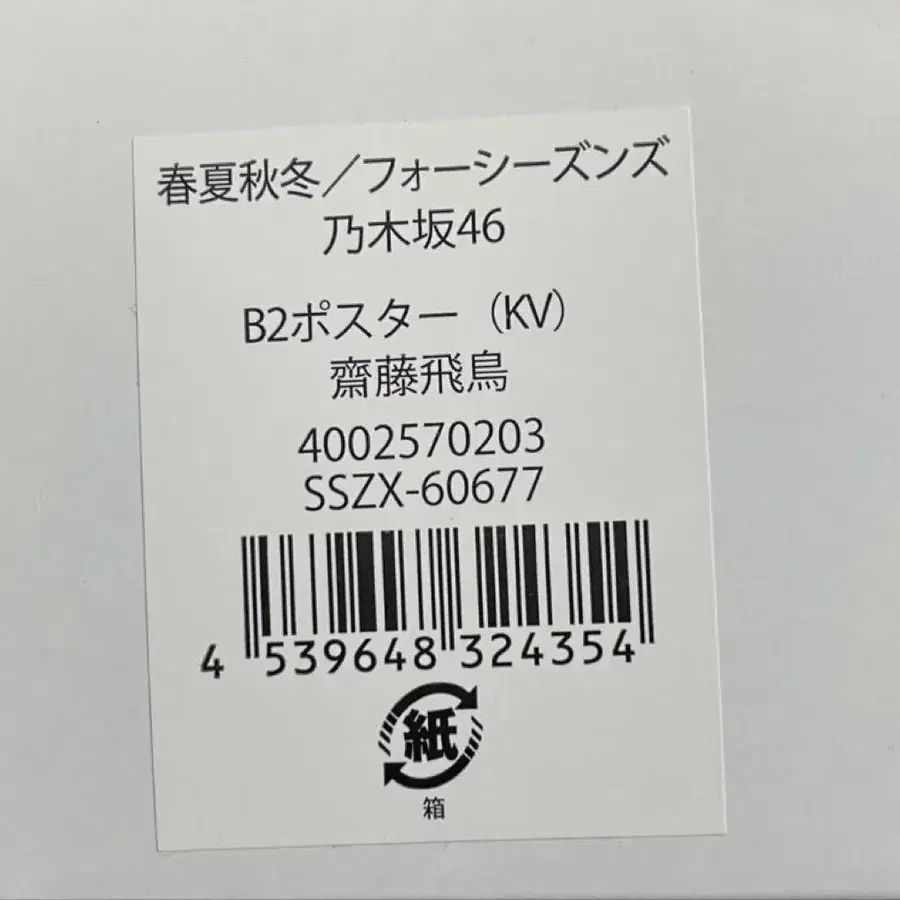 春夏秋冬／フォーシーズンズ
乃木坂46
B2ポスター（KV）
齋藤飛鳥
4002570203
SSZX-60677
4 539648 324354
紙
箱